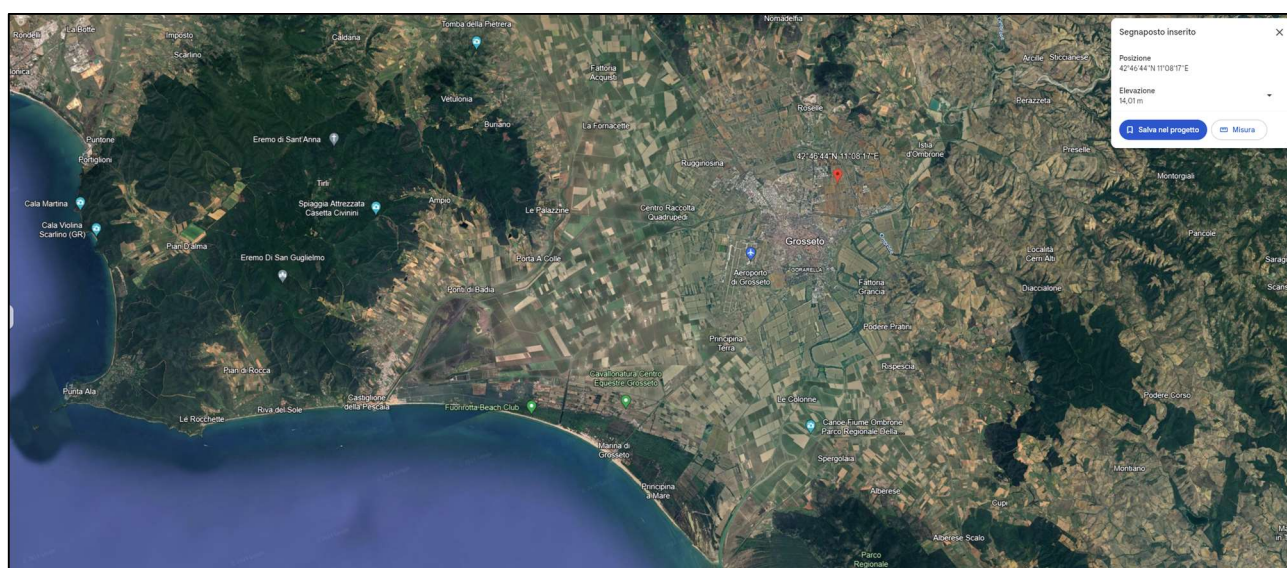 Rondelli
La Botte
Imposto
Scarlino
Caldana
Tomba della Pietrera
Nomadelfia
Segnaposto inserito
Posizione
42°46'44"N 11°08'17"E
Elevazione
14,01 m
Salva nel progetto
Misura
Arcille
Sticcianese
Fattoria
Acquisti
Vetulonia
Perazzeta
Roselle
Puntone
Portiglioni
Eremo di Sant'Anna
Buriano
La Fornacette
Istia
d'Ombrone
Preselle
Rugginosina
42°46'44"N 11°08'17"E
Montorgiali
Tirli
Cala Martina
Spiaggia Attrezzata
Casetta Civinini
Ampio
Le Palazzine
Centro Raccolta
Quadrupedi
Cala Violina
Scarlino (GR)
Pian D'alma
Pancole
Grosseto
Località
Cerri Alti
Eremo Di San Guglielmo
Porta A Colle
Aeroporto
di Grosseto
GORARELLA
Ombrone
Ponti di Badia
Fattoria
Grancia
Diaccialone
Podere Pratini
Principina
Terra
Rispescia
Pian di Rocca
Cavallonatura Centro
Equestre Grosseto
Punta Ala
Castiglione
della Pescaia
Le Rocchette
Riva del Sole
Fuorirotta Beach Club
Le Colonne
Podere Corso
Canoe Fiume Ombrone
Parco Regionale Della...
Marina di
Grosseto
Spergolaia
Montiano
Principina
a Mare
Alberese
Cupi
Alberese Scalo
Parco
Regionale